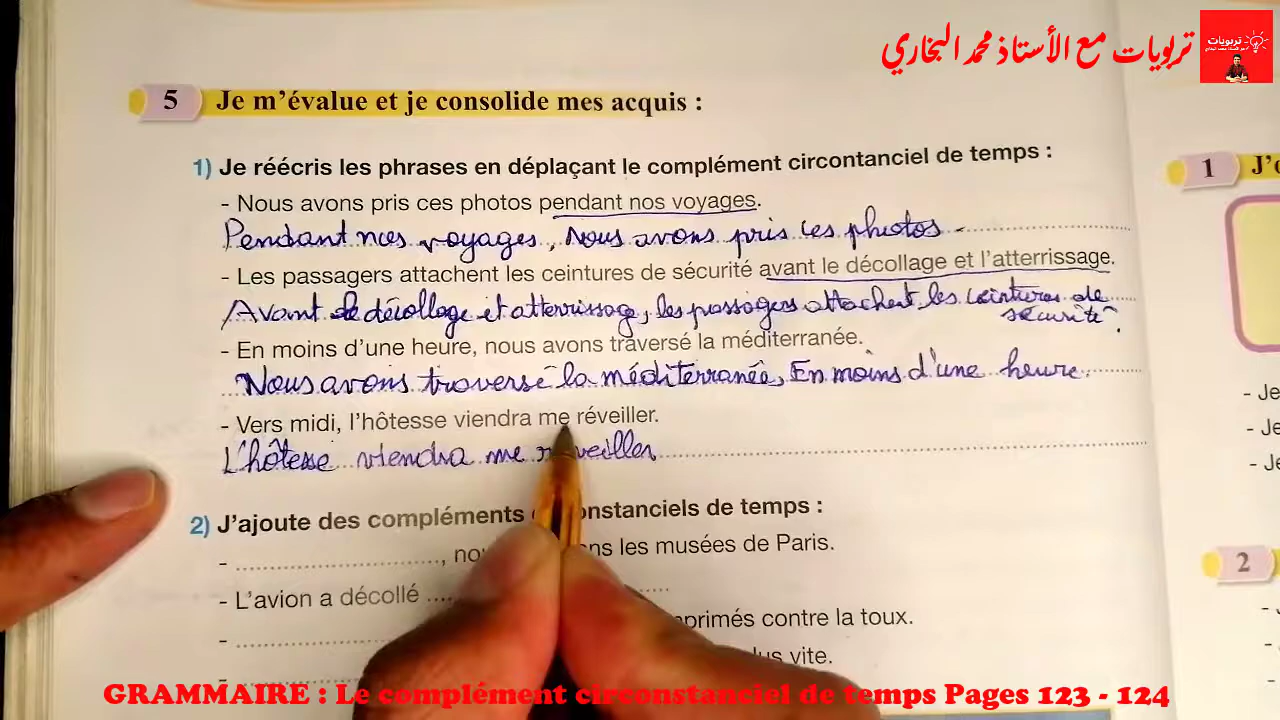 تربويات مع الأستاذ محمد البخاري
تربويات
5 Je m'évalue et je consolide mes acquis :
1) Je réécris les phrases en déplaçant le complément circontanciel de temps :
- Nous avons pris ces photos pendant nos voyages.
Pendant nos voyages, Nous avons pris ces photos.
- Les passagers attachent les ceintures de sécurité avant le décollage et l'atterrissage.
Avant le décollage et atterrissage, les passagers attachent les ceintures de
sécurité.
- En moins d'une heure, nous avons traversé la méditerranée.
Nous avons traversé la méditerranée, En moins d'une heure.
- Vers midi, l'hôtesse viendra me réveiller.
L'hôtesse viendra me réveiller
2) J'ajoute des compléments circonstanciels de temps :
- ............................., les musées de Paris.
- L'avion a décollé ....
- ............................. contre la toux.
- ............................. vite.
1 J'
- Je
- Je
2
GRAMMAIRE : Le complément circonstanciel de temps Pages 123 - 124